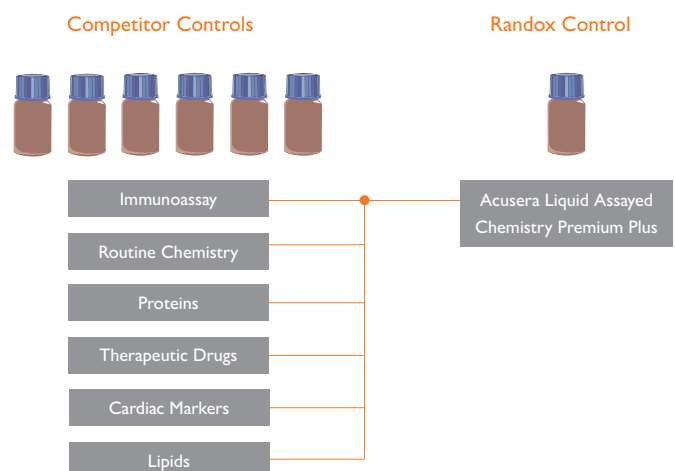 Competitor Controls
Randox Control
Immunoassay
Acusera Liquid Assayed
Chemistry Premium Plus
Routine Chemistry
Proteins
Therapeutic Drugs
Cardiac Markers
Lipids